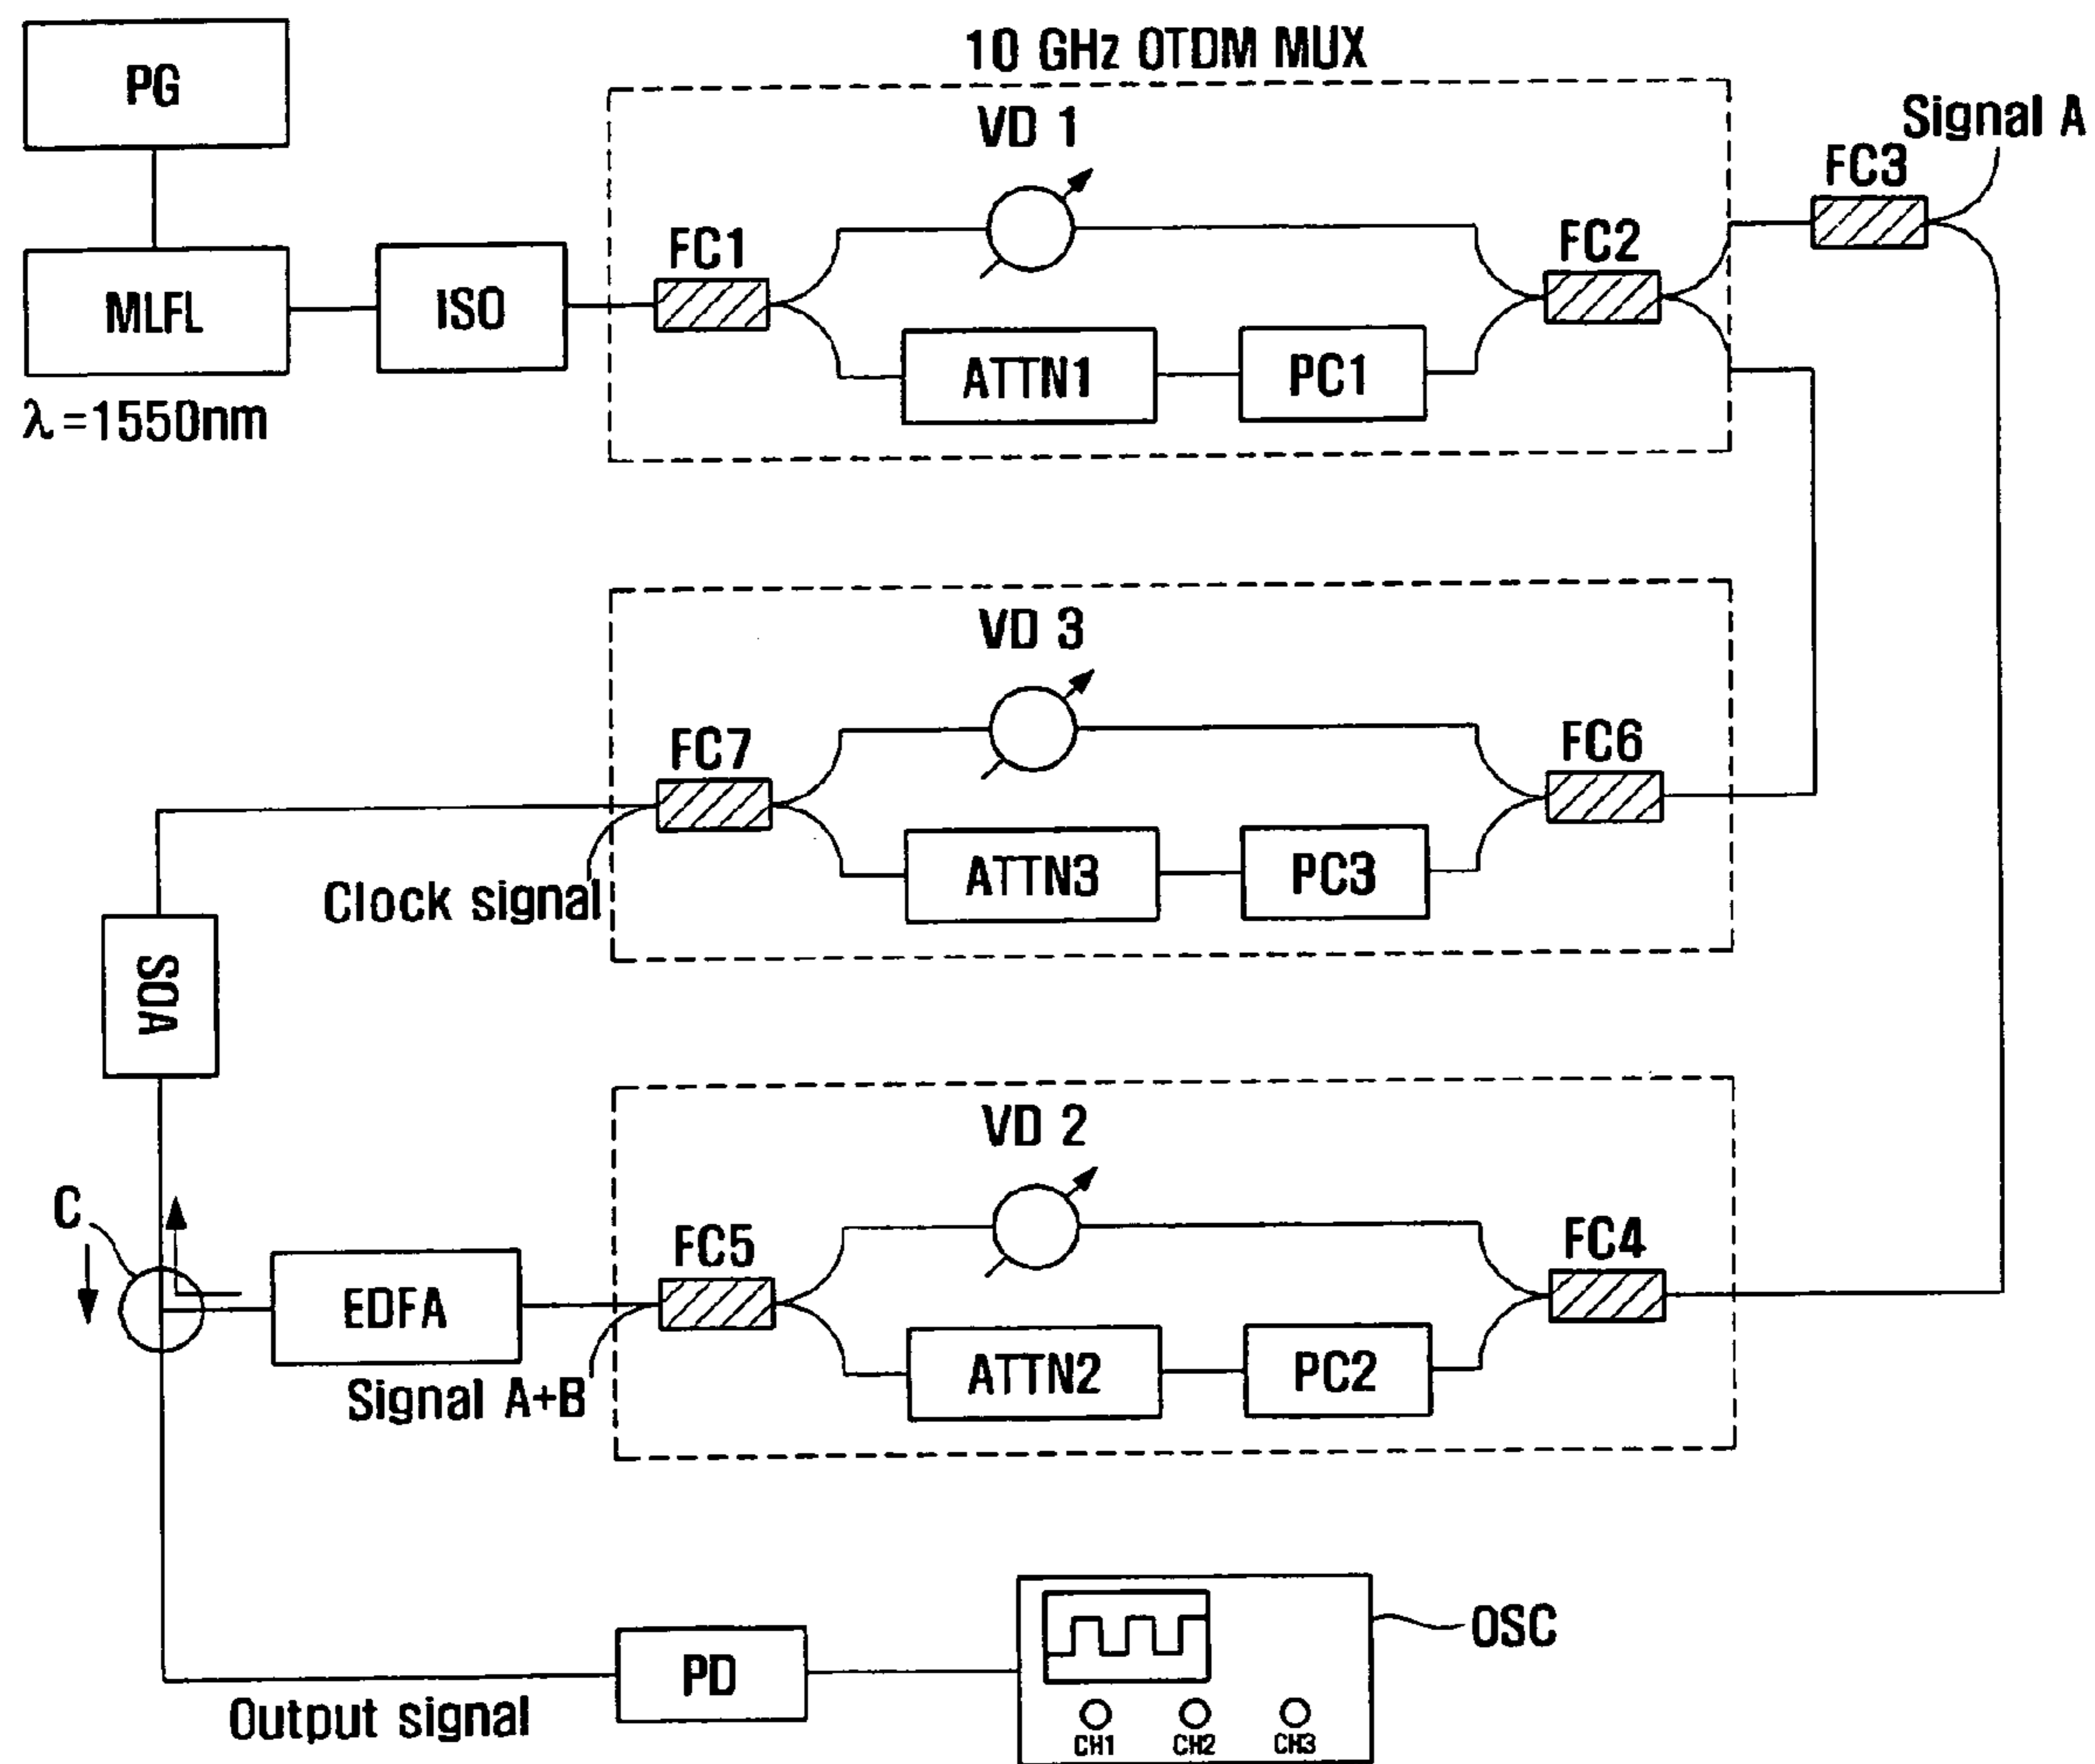 10 GHz OTDM MUX
PG
VD 1
Signal A
FC3
FC1
FC2
MLFL
ISO
ATTN1
PC1
λ=1550nm
VD 3
FC7
FC6
ATTN3
PC3
Clock signal
SOA
VD 2
C
FC5
FC4
EDFA
ATTN2
PC2
Signal A+B
OSC
PD
Output signal
CH1
CH2
CH3